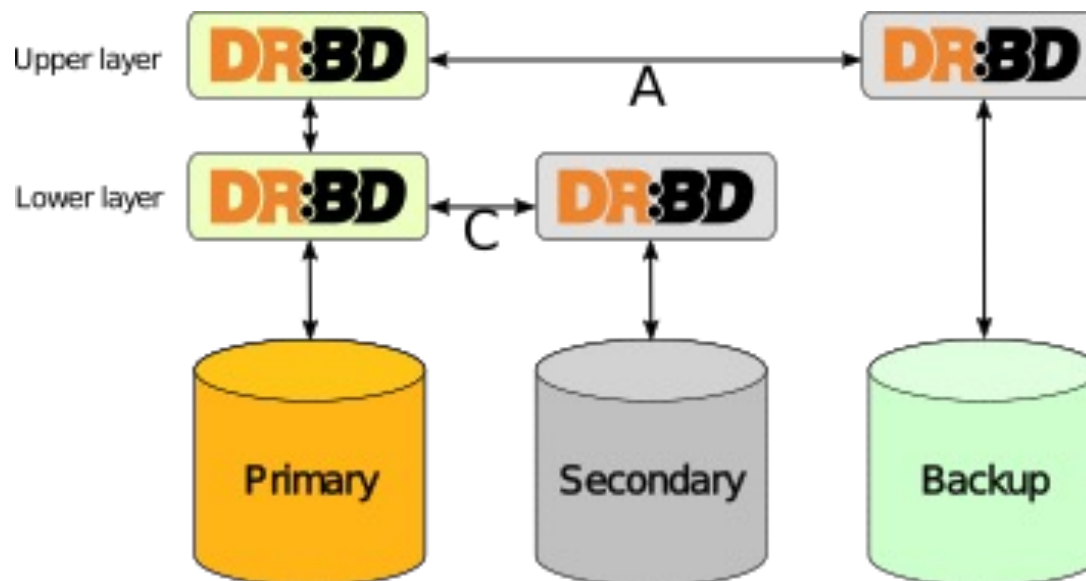 Upper layer DR:BD A DR:BD
Lower layer DR:BD C DR:BD
Primary Secondary Backup